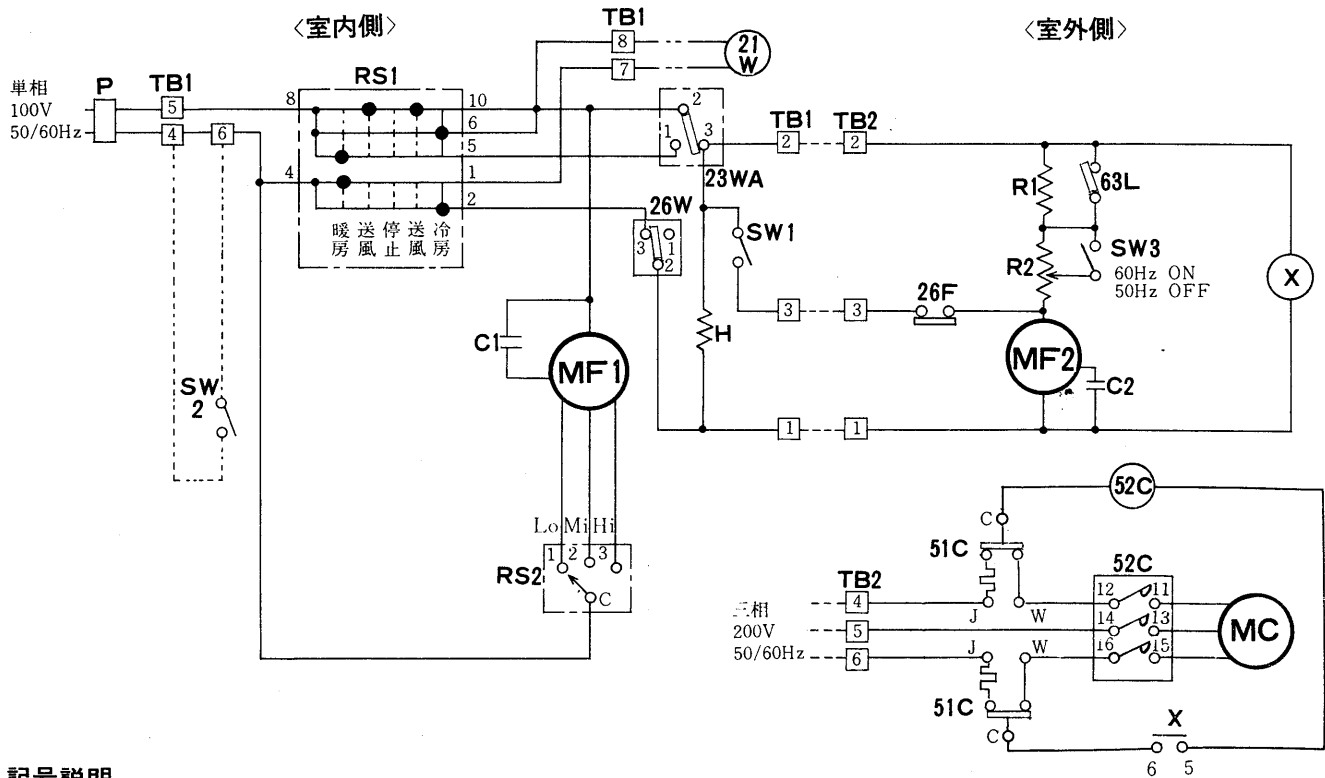 〈室内側〉
〈室外側〉
TB1
8
7
21
W
単相
100V
50/60Hz
P
TB1
5
4
6
RS1
8
4
10
6
5
1
2
暖房
送風
停止
送風
冷房
2
1
3
23WA
26W
3
1
2
SW1
H
TB1
TB2
2
2
3
3
1
1
R1
63L
R2
SW3
60Hz ON
50Hz OFF
26F
MF2
C2
X
C1
MF1
SW
2
Lo Mi Hi
1 2 3
RS2
C
52C
C
51C
52C
TB2
三相
200V
50/60Hz
4
5
6
J
W
12
11
14
13
16
15
MC
J
W
51C
C
X
6
5
記号説明